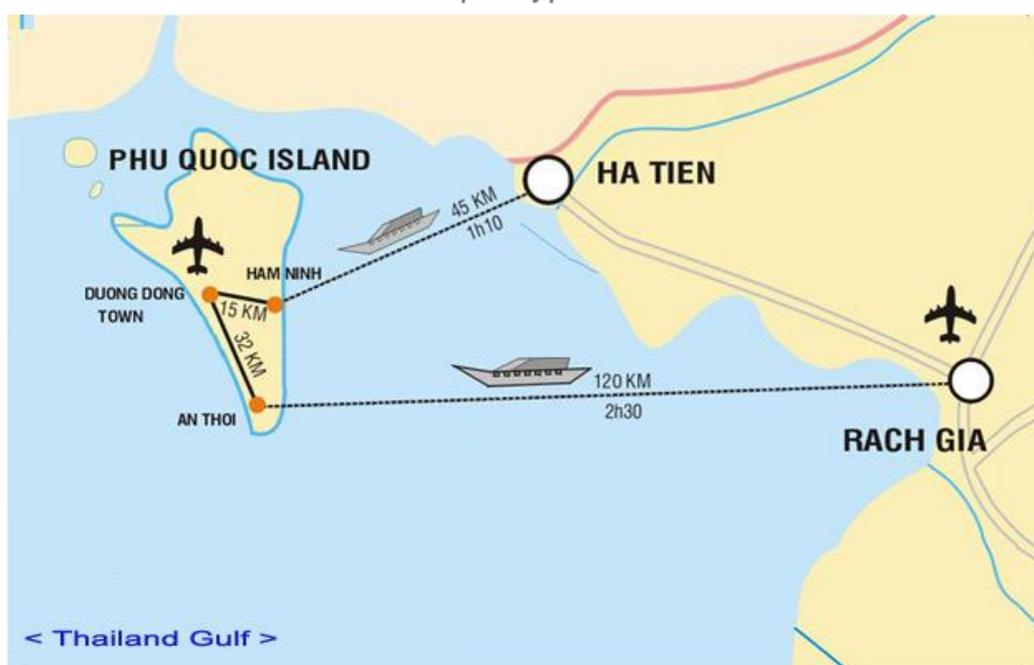 PHU QUOC ISLAND
HA TIEN
45 KM
1h10
HAM NINH
DUONG DONG
TOWN
15 KM
32 KM
AN THOI
120 KM
2h30
RACH GIA
< Thailand Gulf >